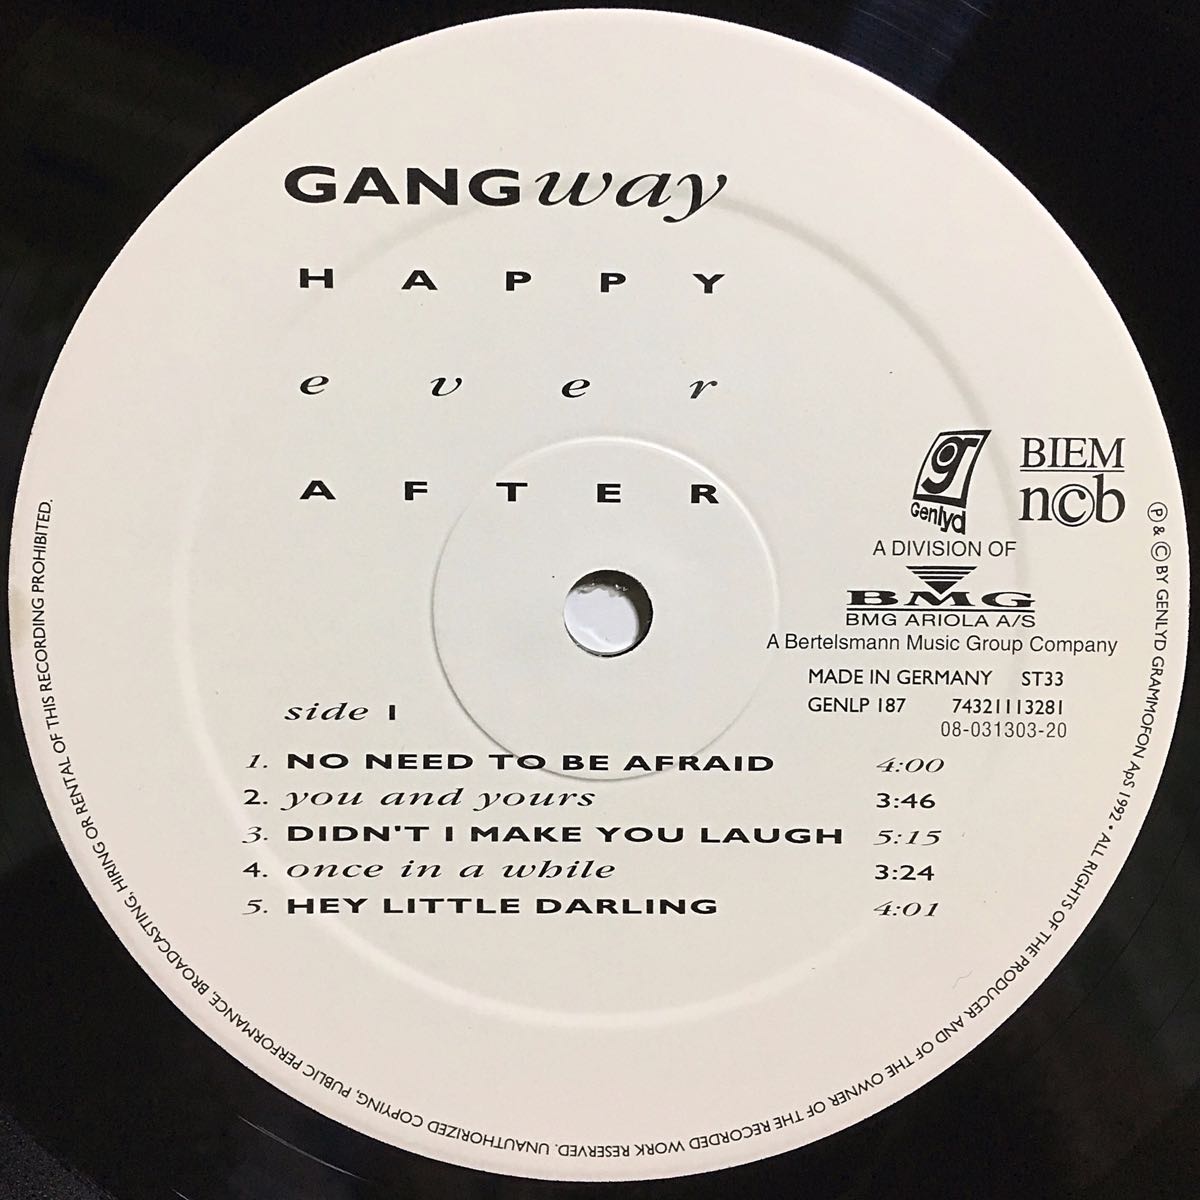 GANGway
HAPPY
ever
AFTER
Genlyd
BIEM
ncb
A DIVISION OF
BMG
BMG ARIOLA A/S
A Bertelsmann Music Group Company
MADE IN GERMANY ST33
GENLP 187 74321113281
08-031303-20
side 1
1. NO NEED TO BE AFRAID 4:00
2. you and yours 3:46
3. DIDN'T I MAKE YOU LAUGH 5:15
4. once in a while 3:24
5. HEY LITTLE DARLING 4:01
℗ & © BY GENLYD GRAMMOFON ApS 1992 • ALL RIGHTS OF THE PRODUCER AND OF THE OWNER OF THE RECORDED WORK RESERVED. UNAUTHORIZED COPYING, PUBLIC PERFORMANCE, BROADCASTING, HIRING OR RENTAL OF THIS RECORDING PROHIBITED.